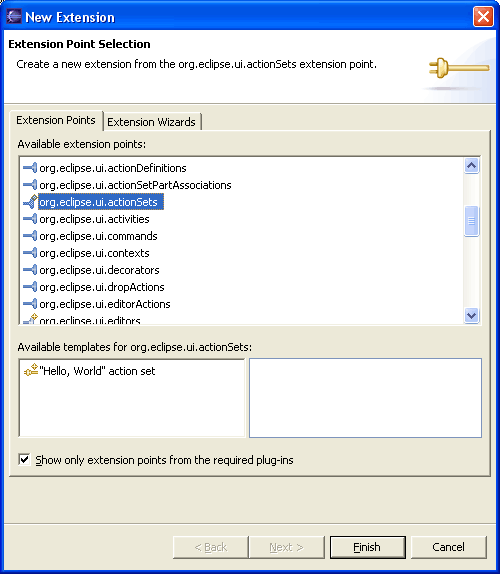 New Extension
Extension Point Selection
Create a new extension from the org.eclipse.ui.actionSets extension point.
Extension Points
Extension Wizards
Available extension points:
org.eclipse.ui.actionDefinitions
org.eclipse.ui.actionSetPartAssociations
org.eclipse.ui.actionSets
org.eclipse.ui.activities
org.eclipse.ui.commands
org.eclipse.ui.contexts
org.eclipse.ui.decorators
org.eclipse.ui.dropActions
org.eclipse.ui.editorActions
org.eclipse.ui.editors
Available templates for org.eclipse.ui.actionSets:
"Hello, World" action set
Show only extension points from the required plug-ins
< Back
Next >
Finish
Cancel